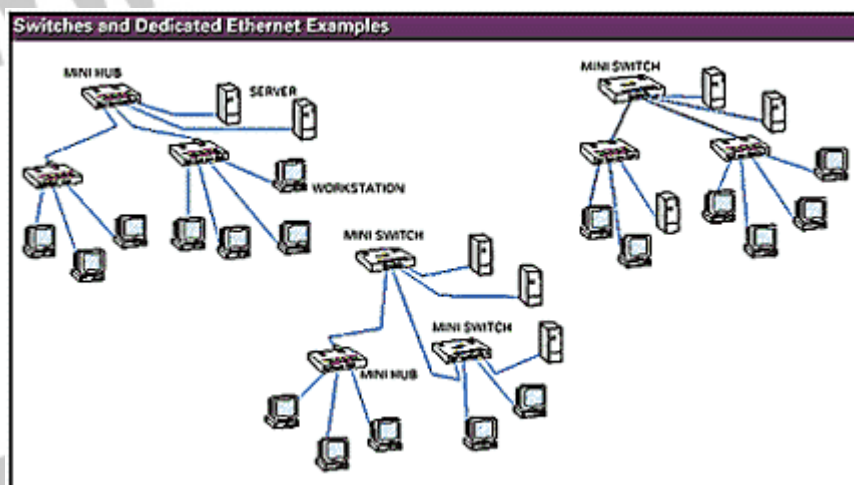 Switches and Dedicated Ethernet Examples
MINI HUB
SERVER
WORKSTATION
MINI SWITCH
MINI SWITCH
MINI SWITCH
MINI HUB